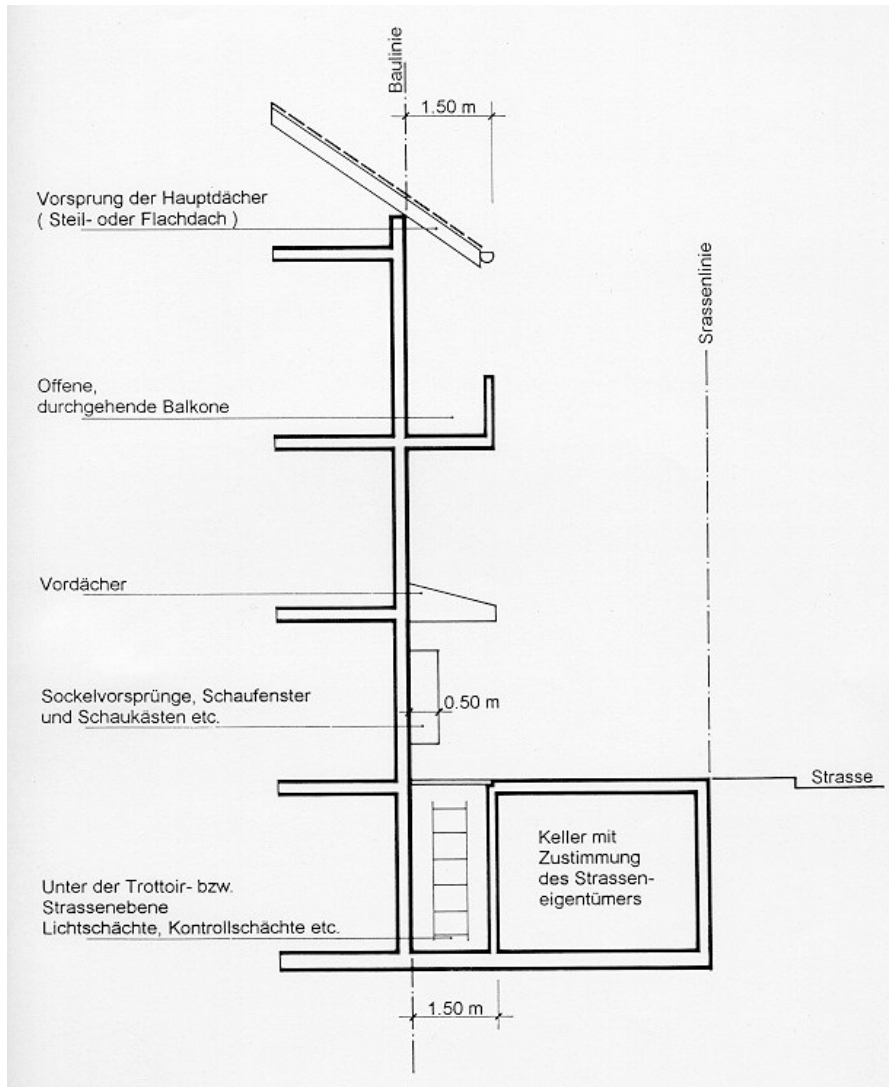 Baulinie
1.50 m
Vorsprung der Hauptdächer
( Steil- oder Flachdach )
Srassenlinie
Offene,
durchgehende Balkone
Vordächer
Sockelvorsprünge, Schaufenster
und Schaukästen etc.
0.50 m
Strasse
Keller mit
Zustimmung
des Strassen-
eigentümers
Unter der Trottoir- bzw.
Strassenebene
Lichtschächte, Kontrollschächte etc.
1.50 m